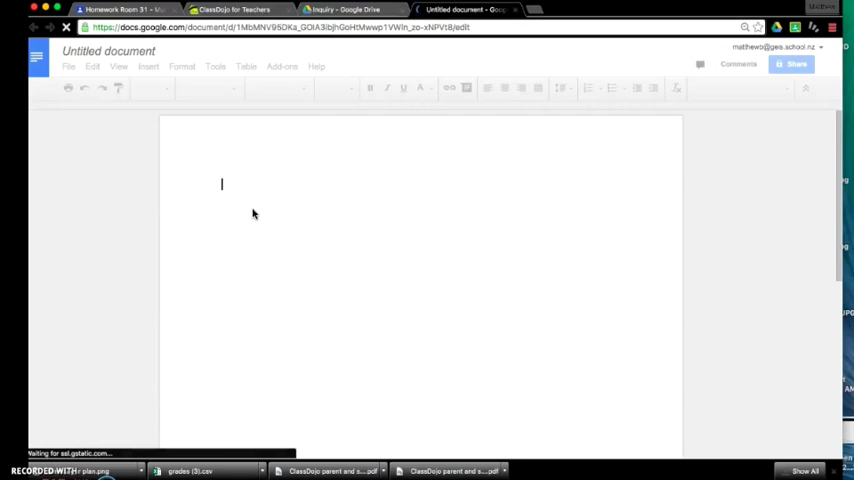 Homework Room 31 - M
ClassDojo for Teachers
Inquiry - Google Drive
Untitled document - Goog
https://docs.google.com/document/d/1MbMNV95DKa_GOIA3ibjhGoHtMwwp1VWin_zo-xNPVt8/edit
Untitled document
matthewb@geia.school.nz
File Edit View Insert Format Tools Table Add-ons Help
Comments
Share
B I U A
Waiting for ssl.gstatic.com...
RECORDED WITH
plan.png
grades (3).csv
ClassDojo parent and s....pdf
ClassDojo parent and s....pdf
Show All